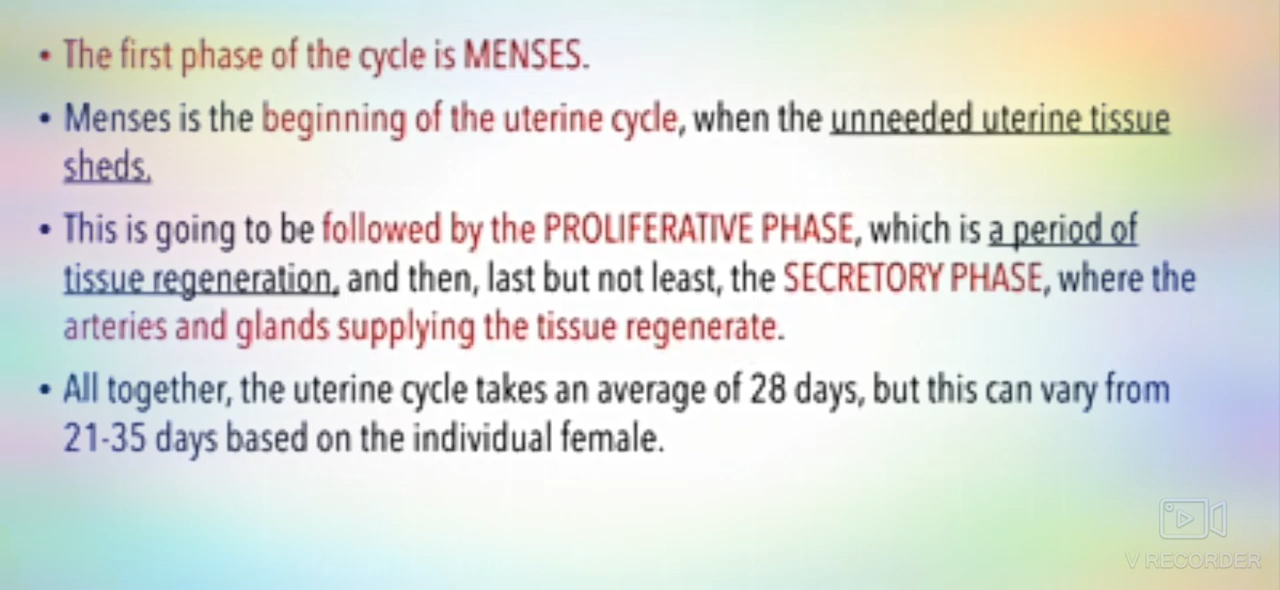 • The first phase of the cycle is MENSES.
• Menses is the beginning of the uterine cycle, when the unneeded uterine tissue
sheds.
• This is going to be followed by the PROLIFERATIVE PHASE, which is a period of
tissue regeneration, and then, last but not least, the SECRETORY PHASE, where the
arteries and glands supplying the tissue regenerate.
• All together, the uterine cycle takes an average of 28 days, but this can vary from
21-35 days based on the individual female.
V RECORDER